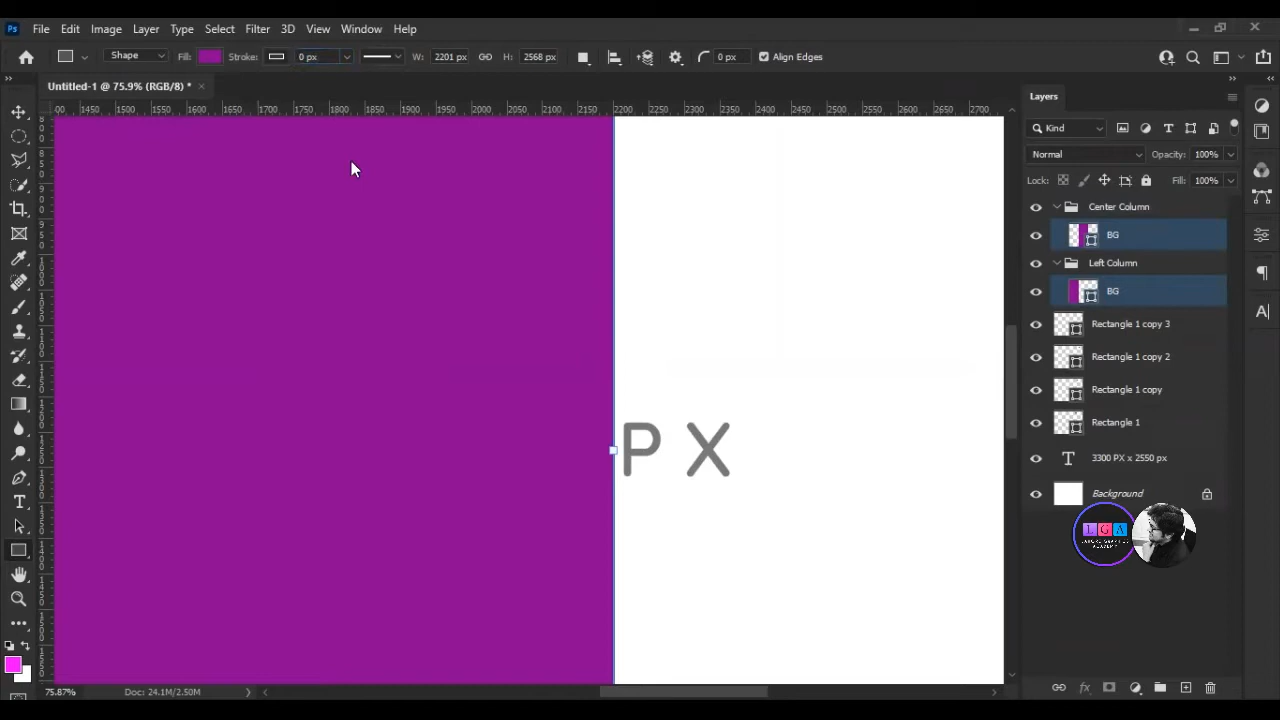 Ps File Edit Image Layer Type Select Filter 3D View Window Help
Shape Fill: Stroke: 0 px W: 2201 px H: 2568 px 0 px Align Edges
Untitled-1 @ 75.9% (RGB/8) * ×
00 1450 1500 1550 1600 1650 1700 1750 1800 1850 1900 1950 2000 2050 2100 2150 2200 2250 2300 2350 2400 2450 2500 2550 2600 2650 2700
P X
75.87% Doc: 24.1M/2.50M
Layers
Kind
Normal Opacity: 100%
Lock: Fill: 100%
Center Column
BG
Left Column
BG
Rectangle 1 copy 3
Rectangle 1 copy 2
Rectangle 1 copy
Rectangle 1
3300 PX x 2550 px
Background
LGA